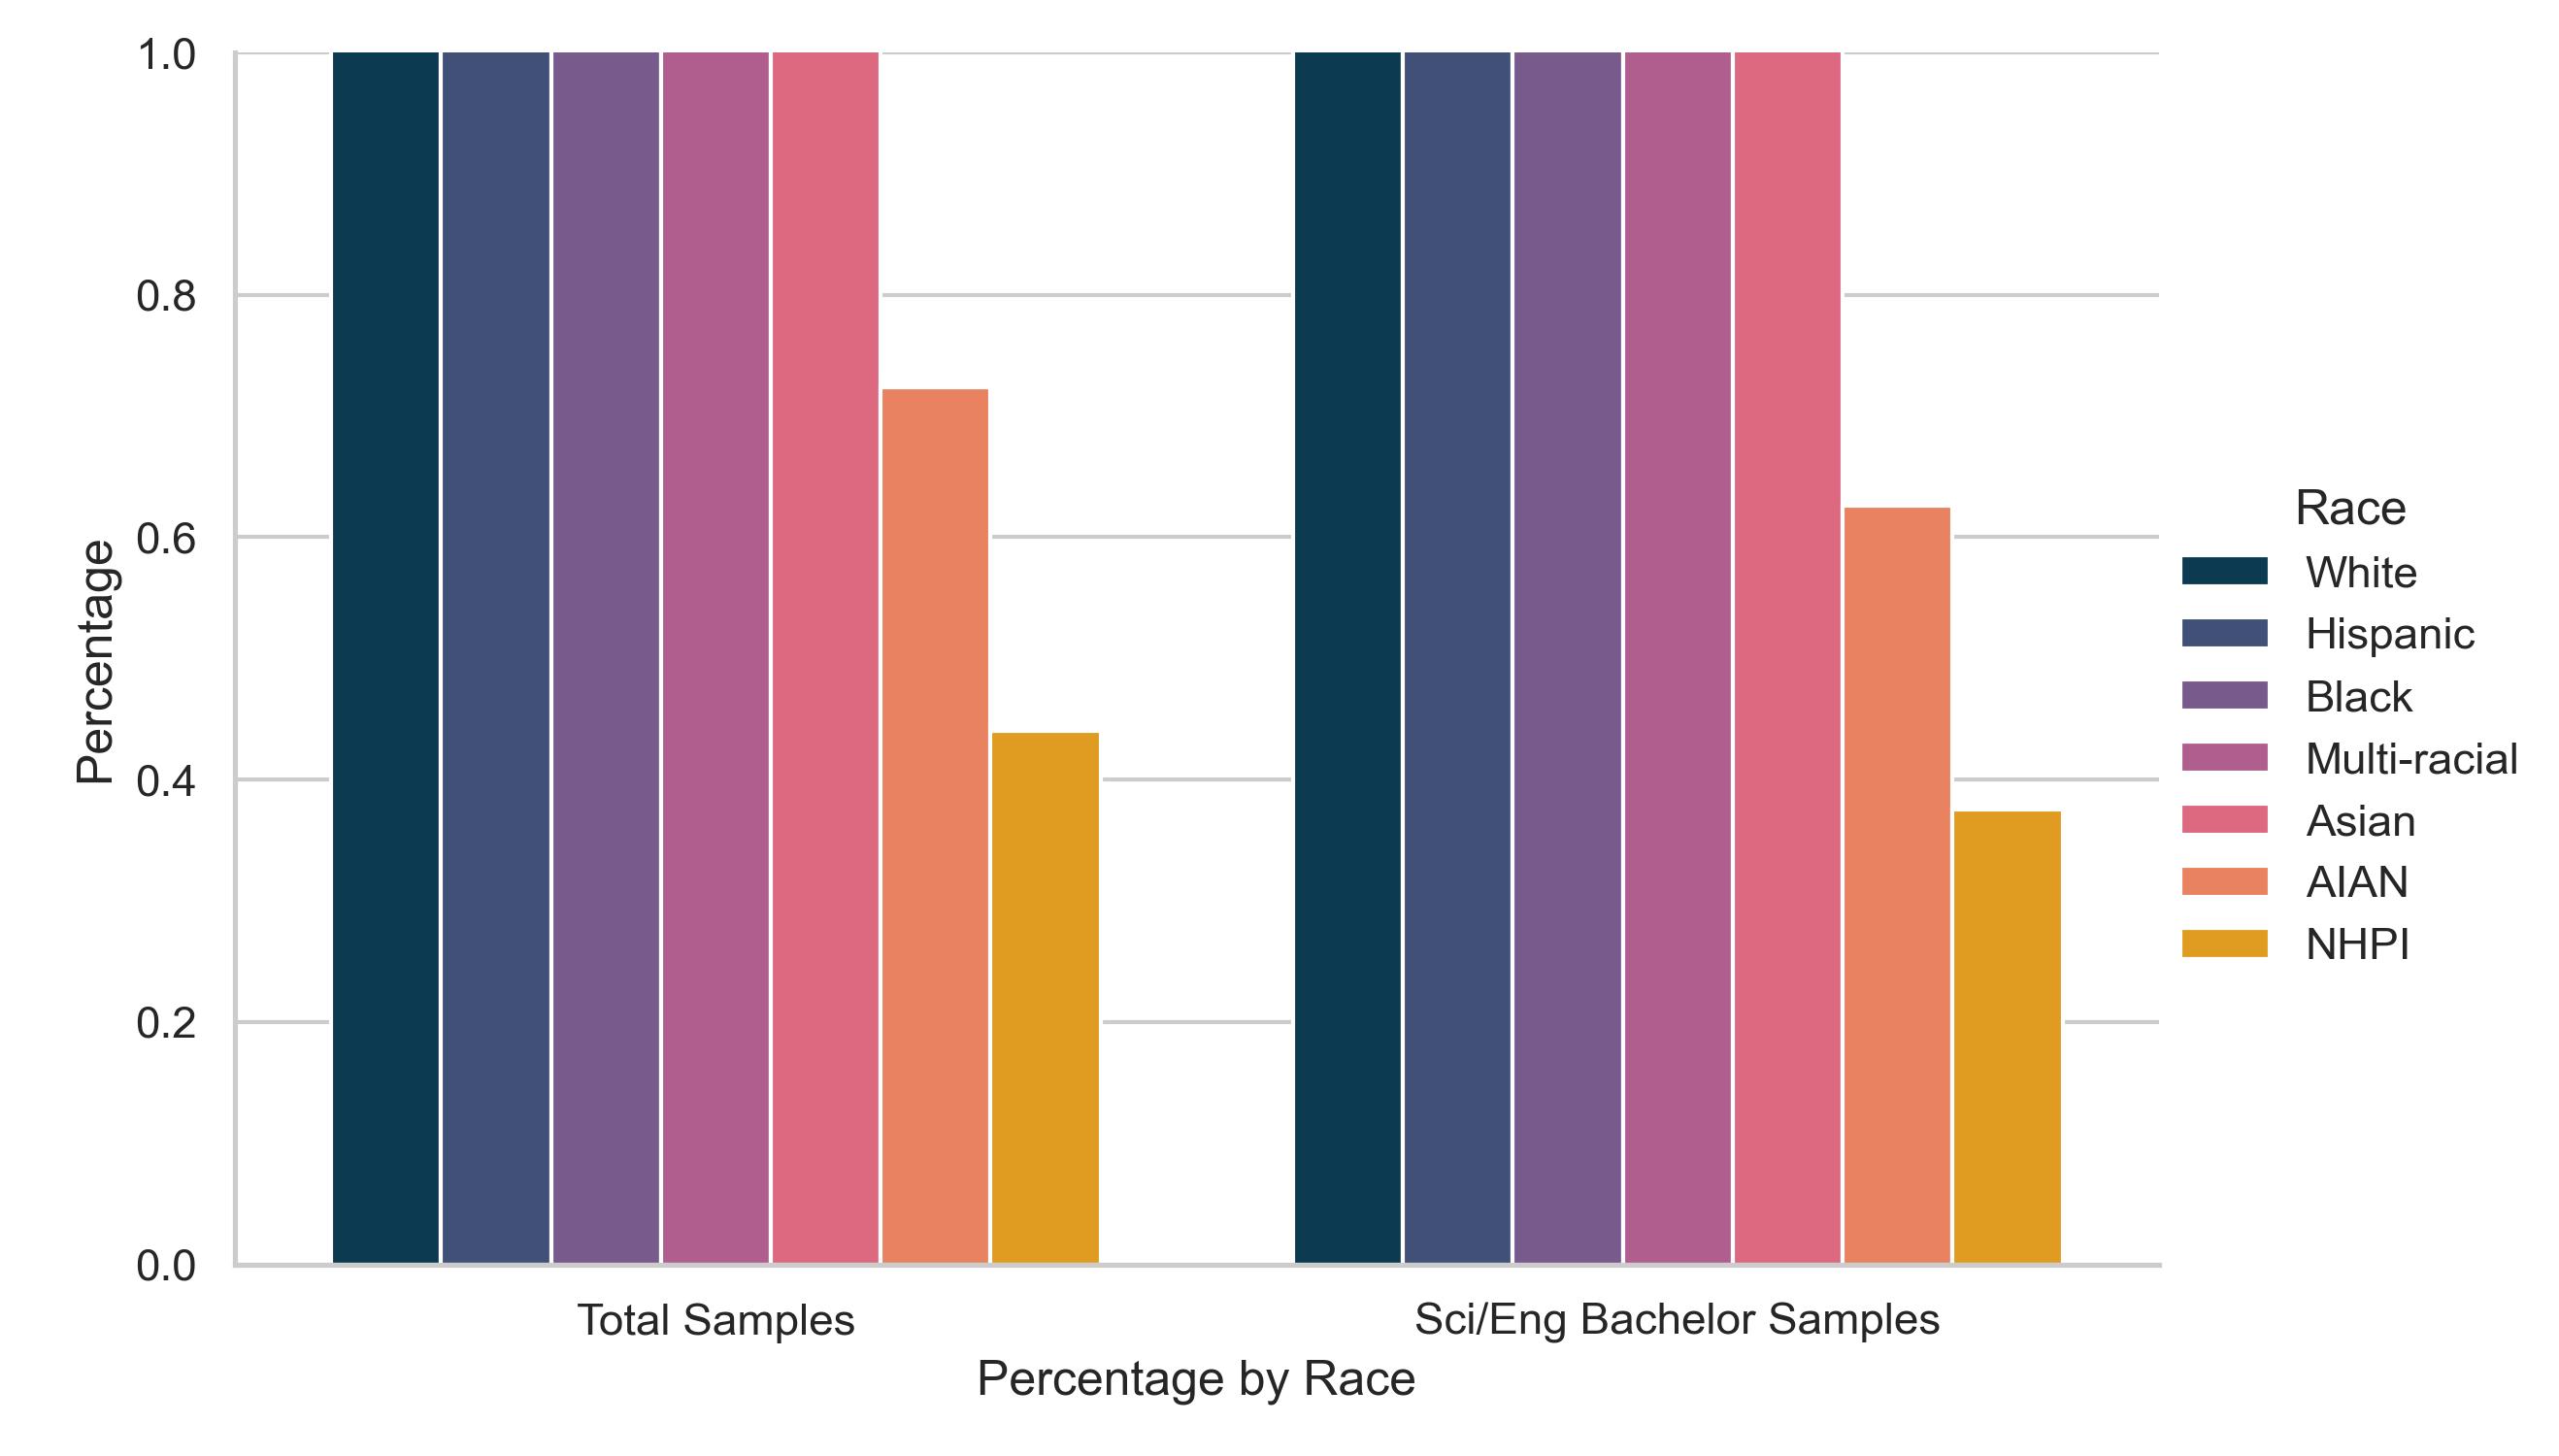 Percentage
1.0
0.8
0.6
0.4
0.2
0.0
Total Samples
Sci/Eng Bachelor Samples
Percentage by Race
Race
White
Hispanic
Black
Multi-racial
Asian
AIAN
NHPI